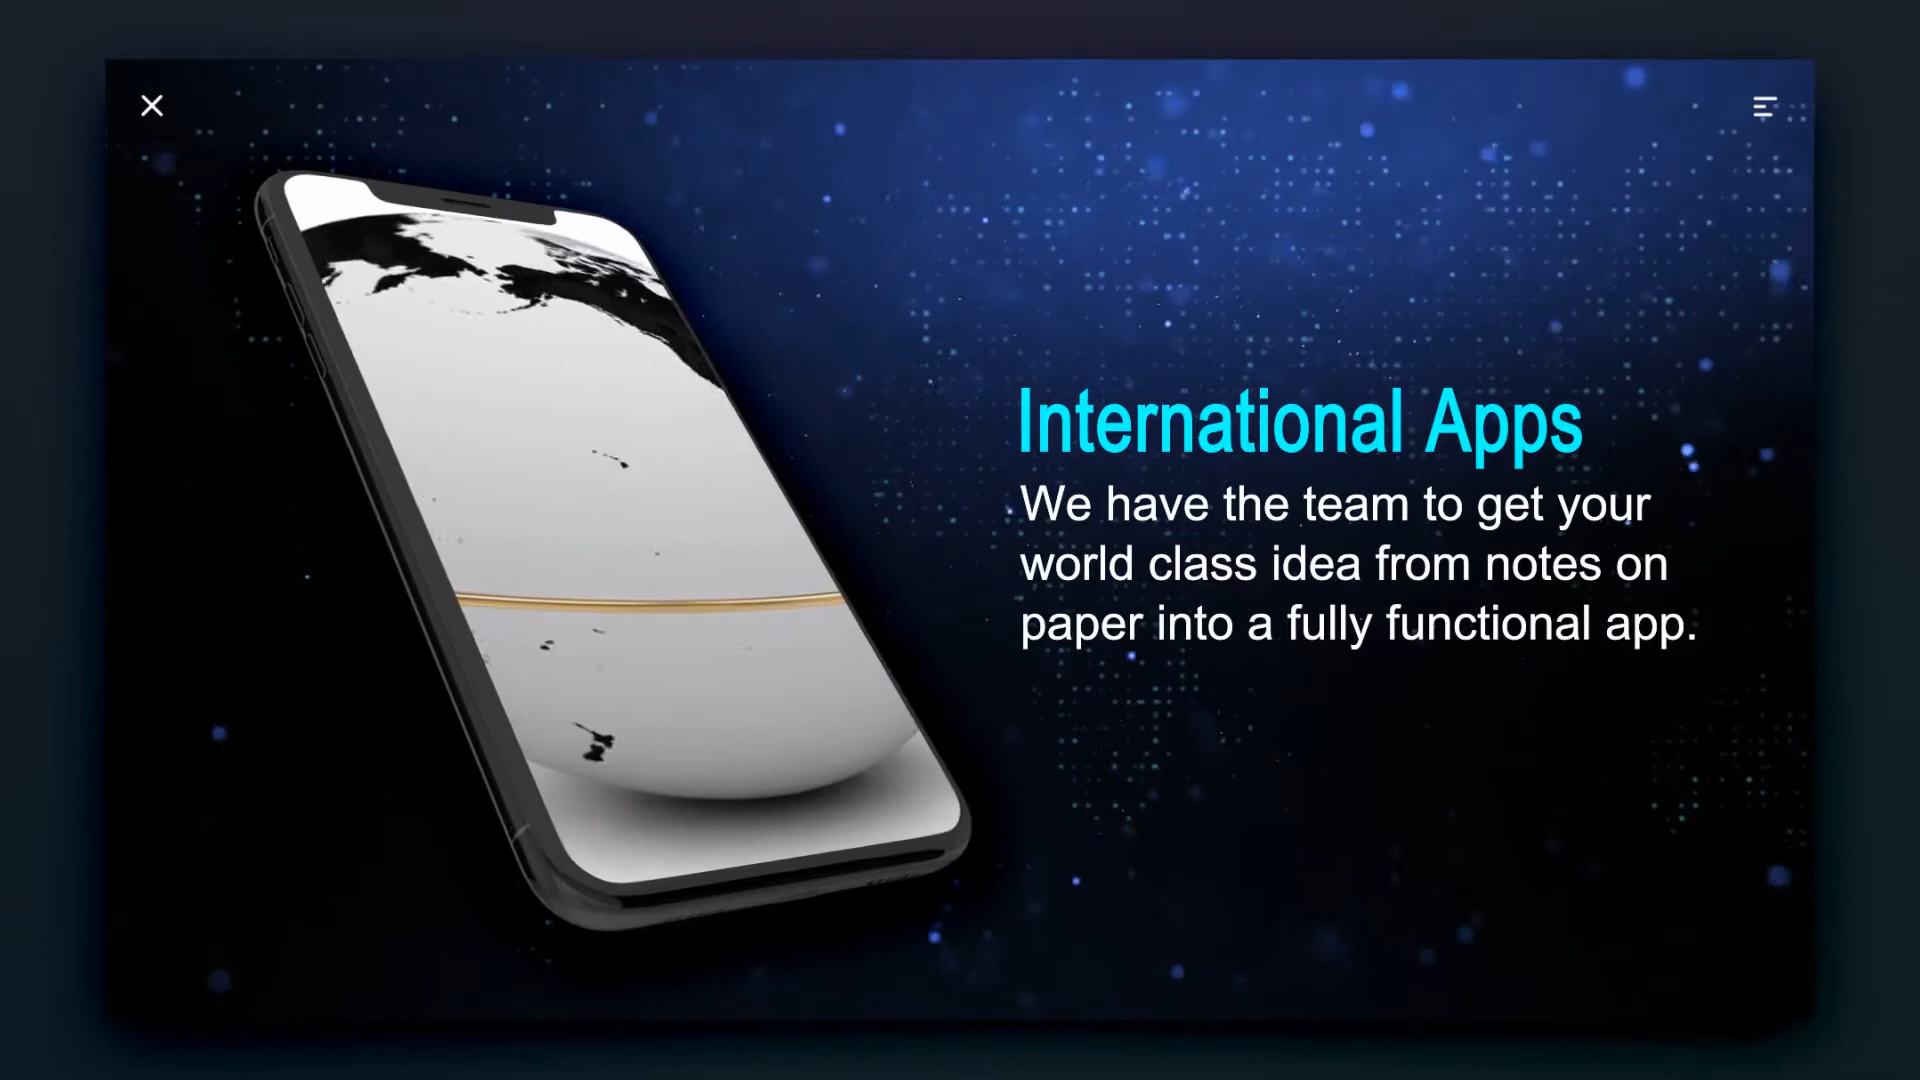 International Apps
We have the team to get your
world class idea from notes on
paper into a fully functional app.